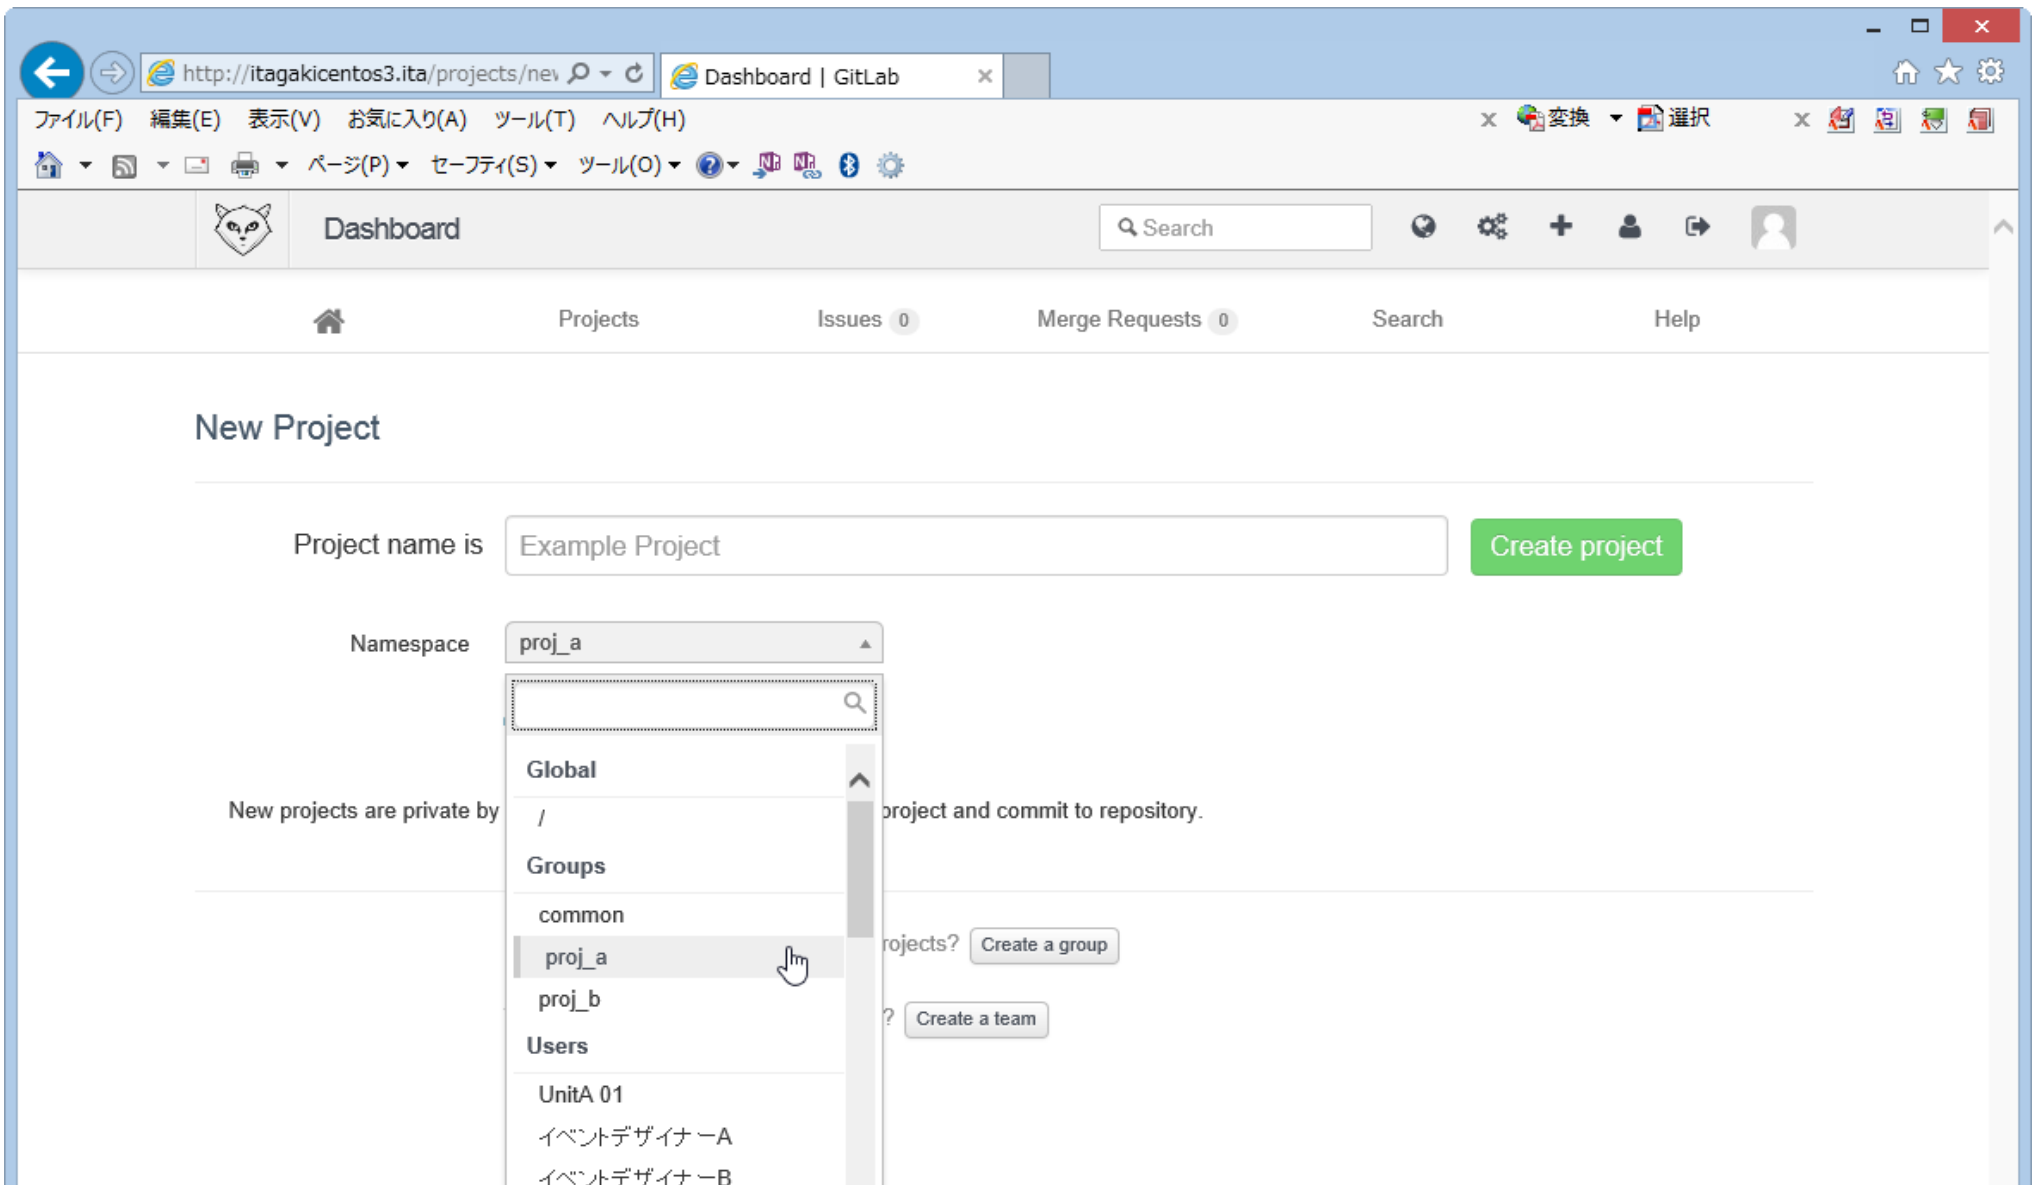 http://itagakicentos3.ita/projects/nev
Dashboard | GitLab
ファイル(F) 編集(E) 表示(V) お気に入り(A) ツール(T) ヘルプ(H)
変換 選択
ページ(P) セーフティ(S) ツール(O)
Dashboard
Search
Projects
Issues 0
Merge Requests 0
Search
Help
New Project
Project name is
Example Project
Create project
Namespace
proj_a
Global
New projects are private by
project and commit to repository.
/
Groups
common
rojects?
Create a group
proj_a
proj_b
?
Create a team
Users
UnitA 01
イベントデザイナーA
イベントデザイナーB